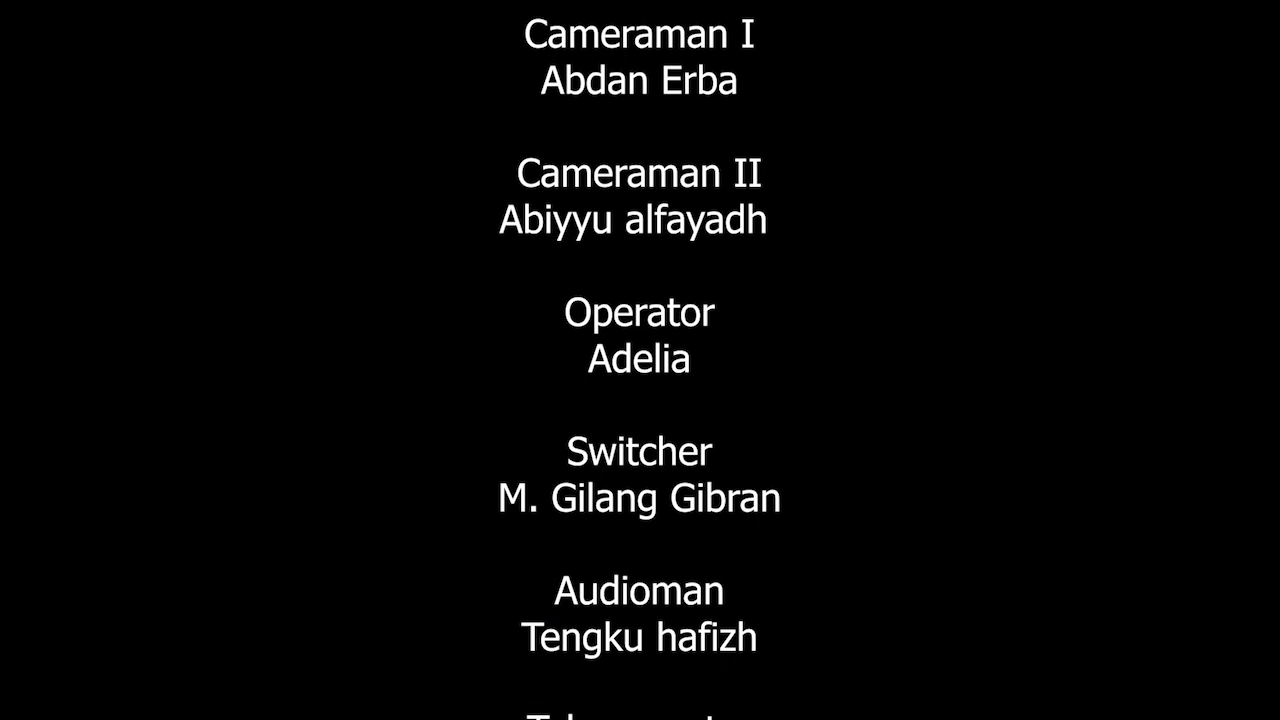 Cameraman I
Abdan Erba
Cameraman II
Abiyyu alfayadh
Operator
Adelia
Switcher
M. Gilang Gibran
Audioman
Tengku hafizh